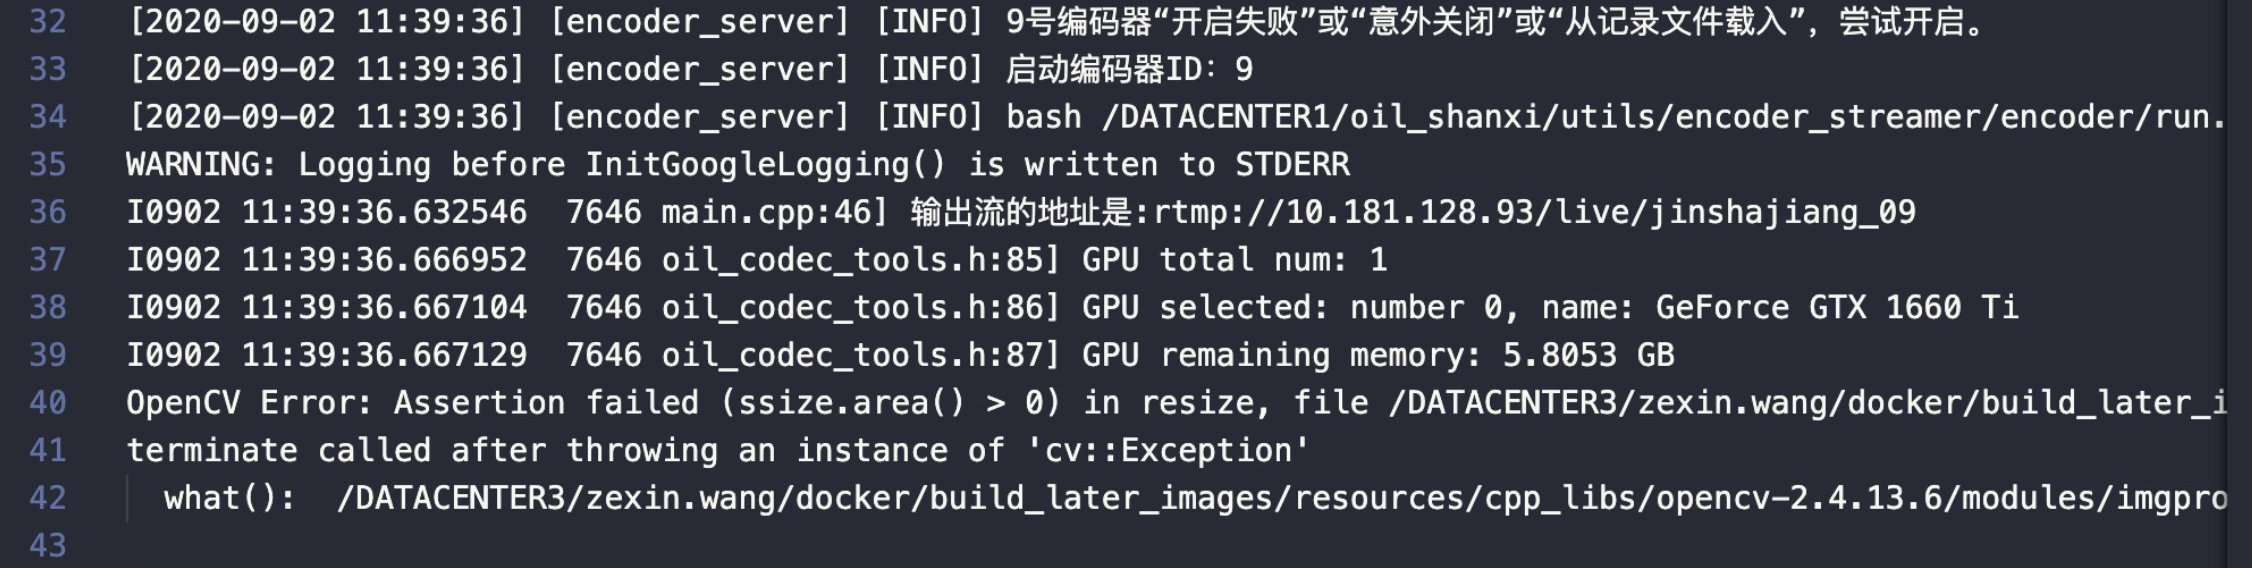 32 [2020-09-02 11:39:36] [encoder_server] [INFO] 9号编码器“开启失败”或“意外关闭”或“从记录文件载入”，尝试开启。
33 [2020-09-02 11:39:36] [encoder_server] [INFO] 启动编码器ID：9
34 [2020-09-02 11:39:36] [encoder_server] [INFO] bash /DATACENTER1/oil_shanxi/utils/encoder_streamer/encoder/run.
35 WARNING: Logging before InitGoogleLogging() is written to STDERR
36 I0902 11:39:36.632546  7646 main.cpp:46] 输出流的地址是:rtmp://10.181.128.93/live/jinshajiang_09
37 I0902 11:39:36.666952  7646 oil_codec_tools.h:85] GPU total num: 1
38 I0902 11:39:36.667104  7646 oil_codec_tools.h:86] GPU selected: number 0, name: GeForce GTX 1660 Ti
39 I0902 11:39:36.667129  7646 oil_codec_tools.h:87] GPU remaining memory: 5.8053 GB
40 OpenCV Error: Assertion failed (ssize.area() > 0) in resize, file /DATACENTER3/zexin.wang/docker/build_later_i
41 terminate called after throwing an instance of 'cv::Exception'
42   what():  /DATACENTER3/zexin.wang/docker/build_later_images/resources/cpp_libs/opencv-2.4.13.6/modules/imgpro
43